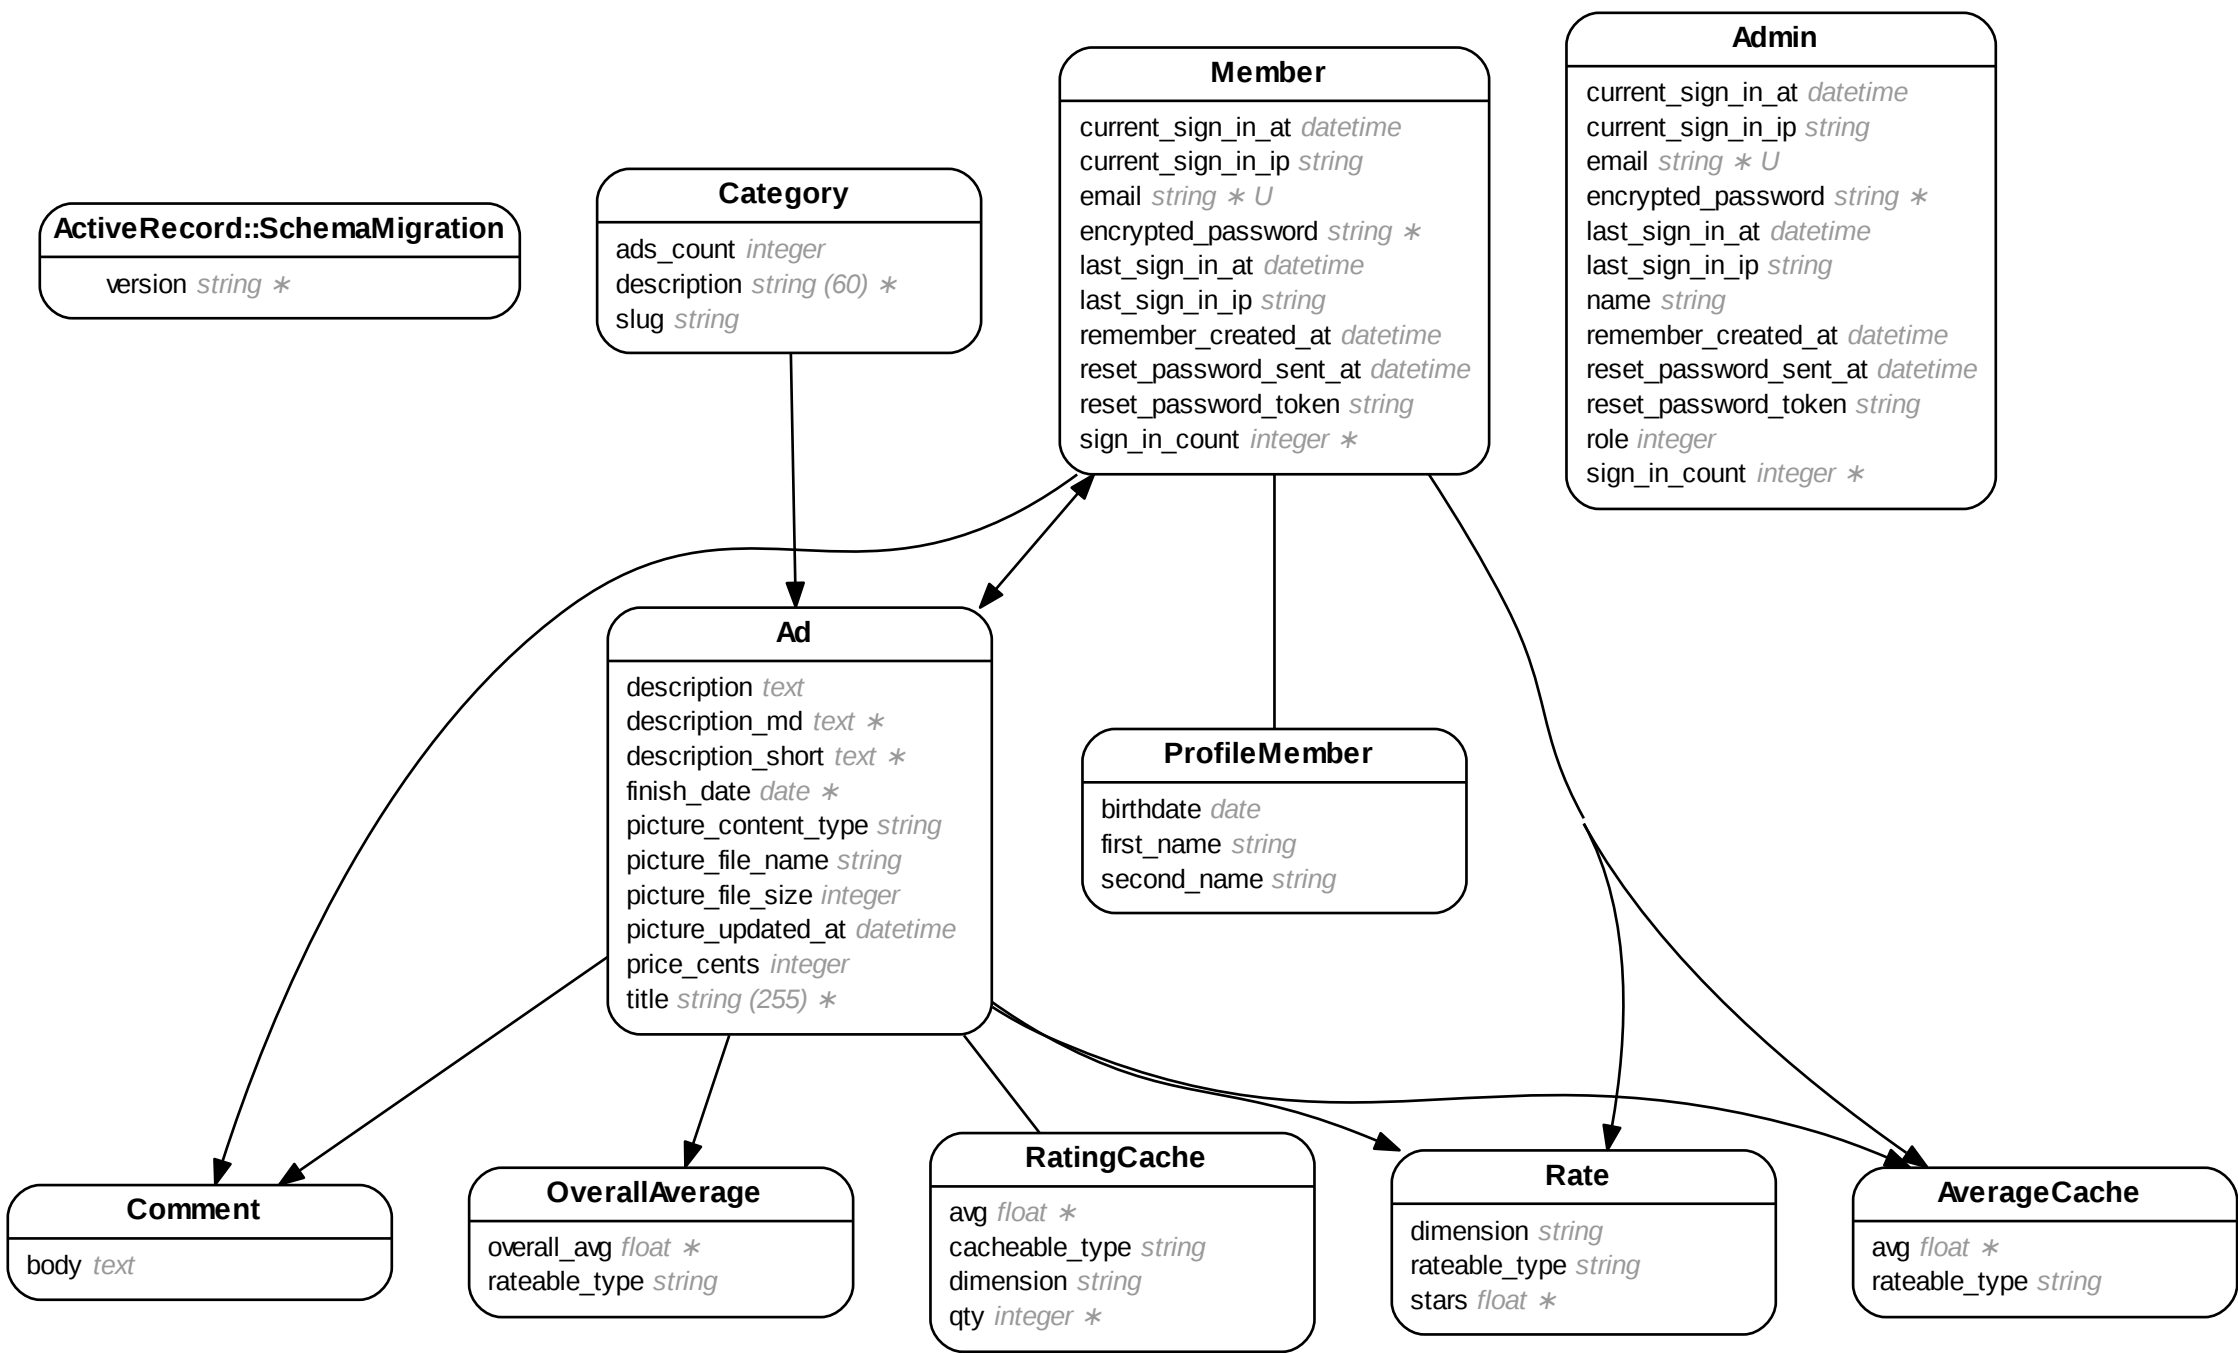 ActiveRecord::SchemaMigration
version string ∗
Category
ads_count integer
description string (60) ∗
slug string
Member
current_sign_in_at datetime
current_sign_in_ip string
email string ∗ U
encrypted_password string ∗
last_sign_in_at datetime
last_sign_in_ip string
remember_created_at datetime
reset_password_sent_at datetime
reset_password_token string
sign_in_count integer ∗
Admin
current_sign_in_at datetime
current_sign_in_ip string
email string ∗ U
encrypted_password string ∗
last_sign_in_at datetime
last_sign_in_ip string
name string
remember_created_at datetime
reset_password_sent_at datetime
reset_password_token string
role integer
sign_in_count integer ∗
Ad
description text
description_md text ∗
description_short text ∗
finish_date date ∗
picture_content_type string
picture_file_name string
picture_file_size integer
picture_updated_at datetime
price_cents integer
title string (255) ∗
ProfileMember
birthdate date
first_name string
second_name string
Comment
body text
OverallAverage
overall_avg float ∗
rateable_type string
RatingCache
avg float ∗
cacheable_type string
dimension string
qty integer ∗
Rate
dimension string
rateable_type string
stars float ∗
AverageCache
avg float ∗
rateable_type string